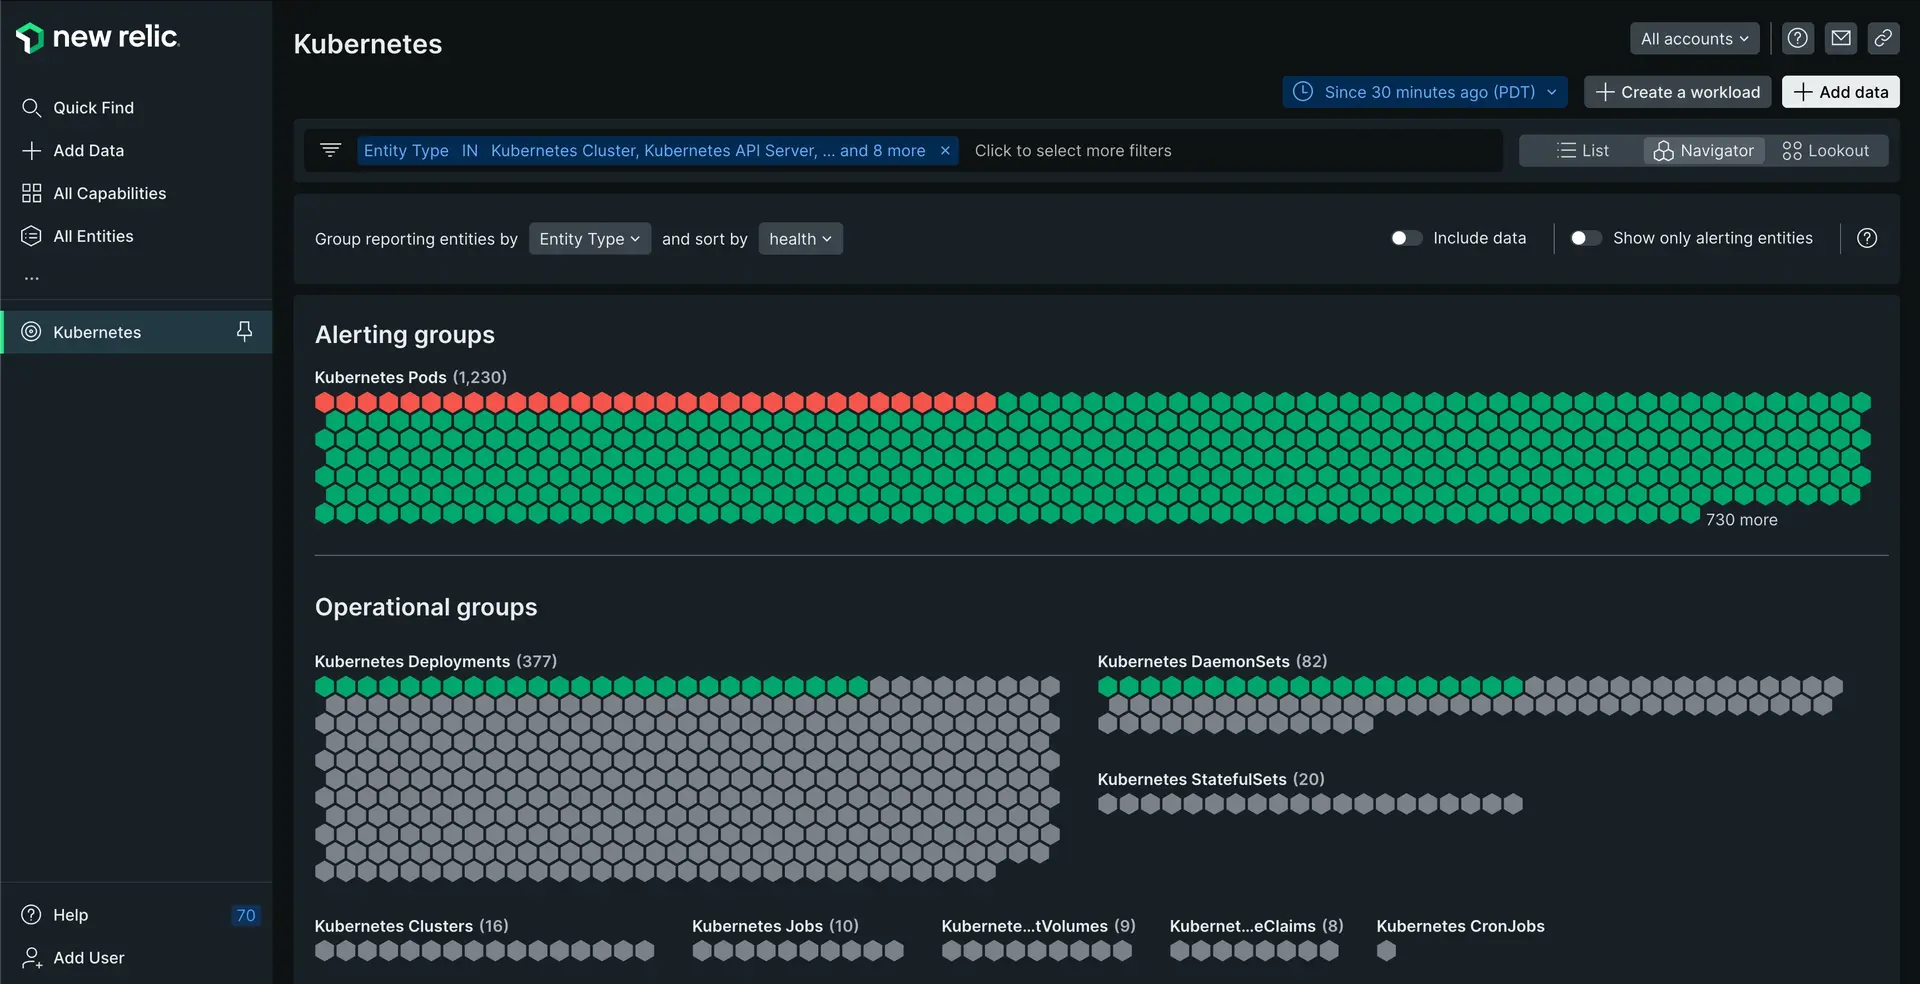 new relic.
Quick Find
Add Data
All Capabilities
All Entities
...
Kubernetes
Help 70
Add User
Kubernetes
All accounts
Since 30 minutes ago (PDT)
Create a workload
Add data
Entity Type IN Kubernetes Cluster, Kubernetes API Server, ... and 8 more × Click to select more filters
List
Navigator
Lookout
Group reporting entities by Entity Type and sort by health
Include data
Show only alerting entities
Alerting groups
Kubernetes Pods (1,230)
730 more
Operational groups
Kubernetes Deployments (377)
Kubernetes DaemonSets (82)
Kubernetes StatefulSets (20)
Kubernetes Clusters (16)
Kubernetes Jobs (10)
Kubernete...tVolumes (9)
Kubernet...eClaims (8)
Kubernetes CronJobs